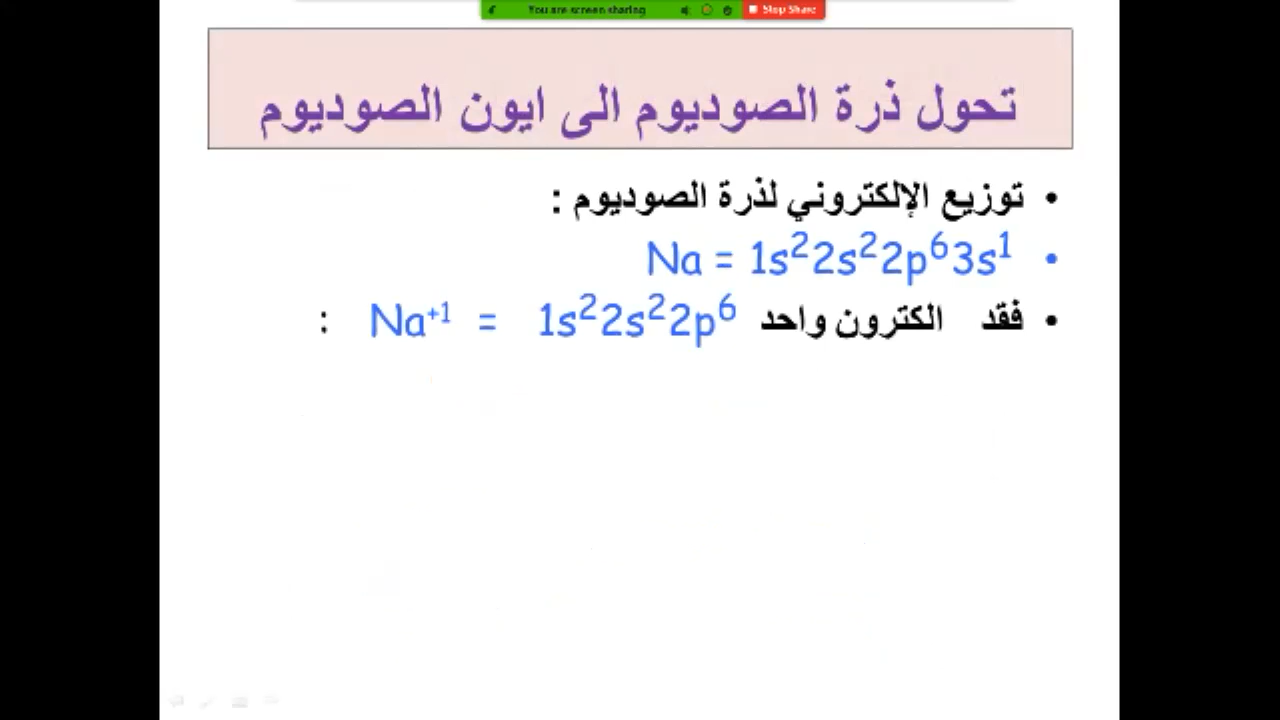 You are screen sharing Stop Share
تحول ذرة الصوديوم الى ايون الصوديوم
• توزيع الإلكتروني لذرة الصوديوم :
• Na = 1s²2s²2p⁶3s¹
• فقد الكترون واحد Na⁺¹ = 1s²2s²2p⁶ :